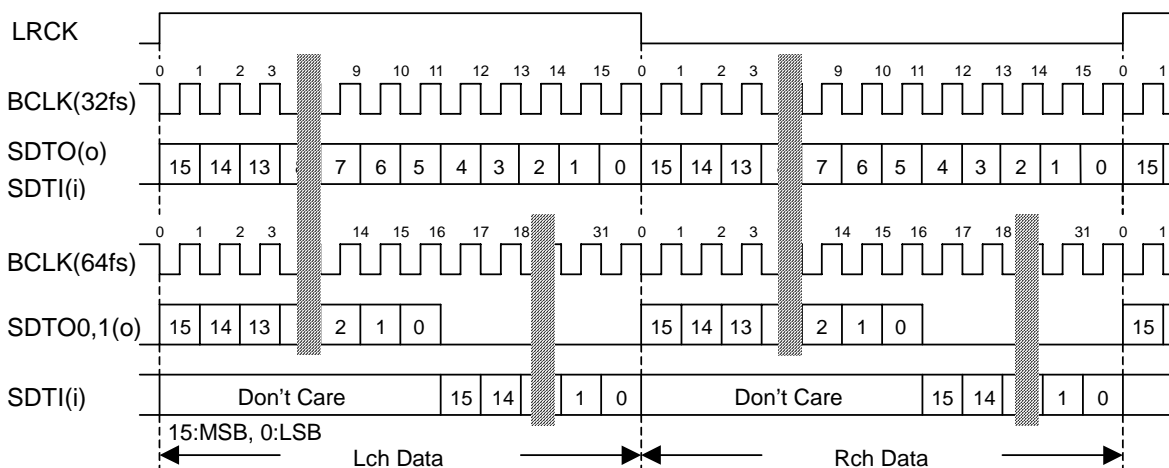 LRCK
0 1 2 3 9 10 11 12 13 14 15 0 1 2 3 9 10 11 12 13 14 15 0 1
BCLK(32fs)
SDTO(o)
15 14 13 7 6 5 4 3 2 1 0 15 14 13 7 6 5 4 3 2 1 0 15
SDTI(i)
0 1 2 3 14 15 16 17 18 31 0 1 2 3 14 15 16 17 18 31 0 1
BCLK(64fs)
SDTO0,1(o) 15 14 13 2 1 0 15 14 13 2 1 0 15
SDTI(i) Don't Care 15 14 1 0 Don't Care 15 14 1 0
15:MSB, 0:LSB
Lch Data Rch Data